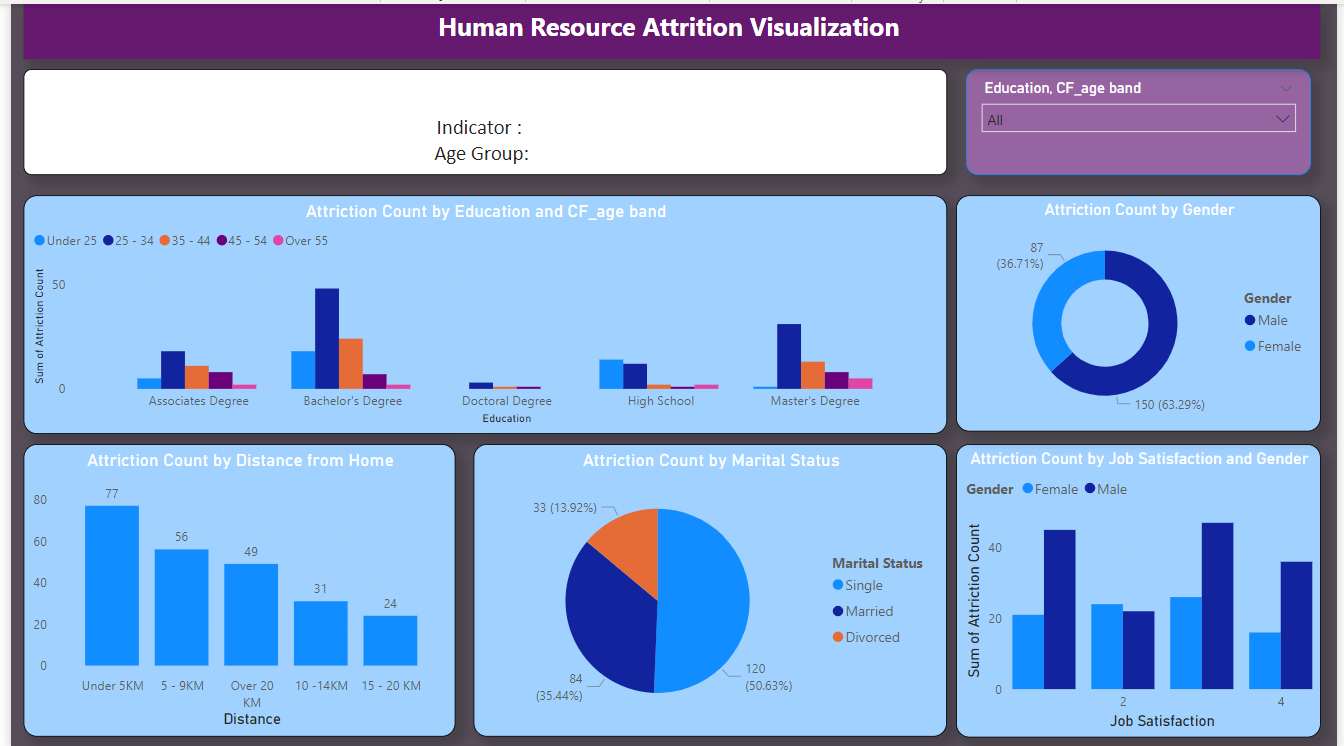 Human Resource Attrition Visualization
Indicator :
Age Group:
Education, CF_age band
All
Attriction Count by Education and CF_age band
Under 25 25 - 34 35 - 44 45 - 54 Over 55
Sum of Attriction Count
50
0
Associates Degree Bachelor's Degree Doctoral Degree High School Master's Degree
Education
Attriction Count by Gender
87
(36.71%)
150 (63.29%)
Gender
Male
Female
Attriction Count by Distance from Home
80
60
40
20
0
77
56
49
31
24
Under 5KM 5 - 9KM Over 20 10 -14KM 15 - 20 KM
KM
Distance
Attriction Count by Marital Status
33 (13.92%)
84
(35.44%)
120
(50.63%)
Marital Status
Single
Married
Divorced
Attriction Count by Job Satisfaction and Gender
Gender Female Male
Sum of Attriction Count
40
20
0
2 4
Job Satisfaction